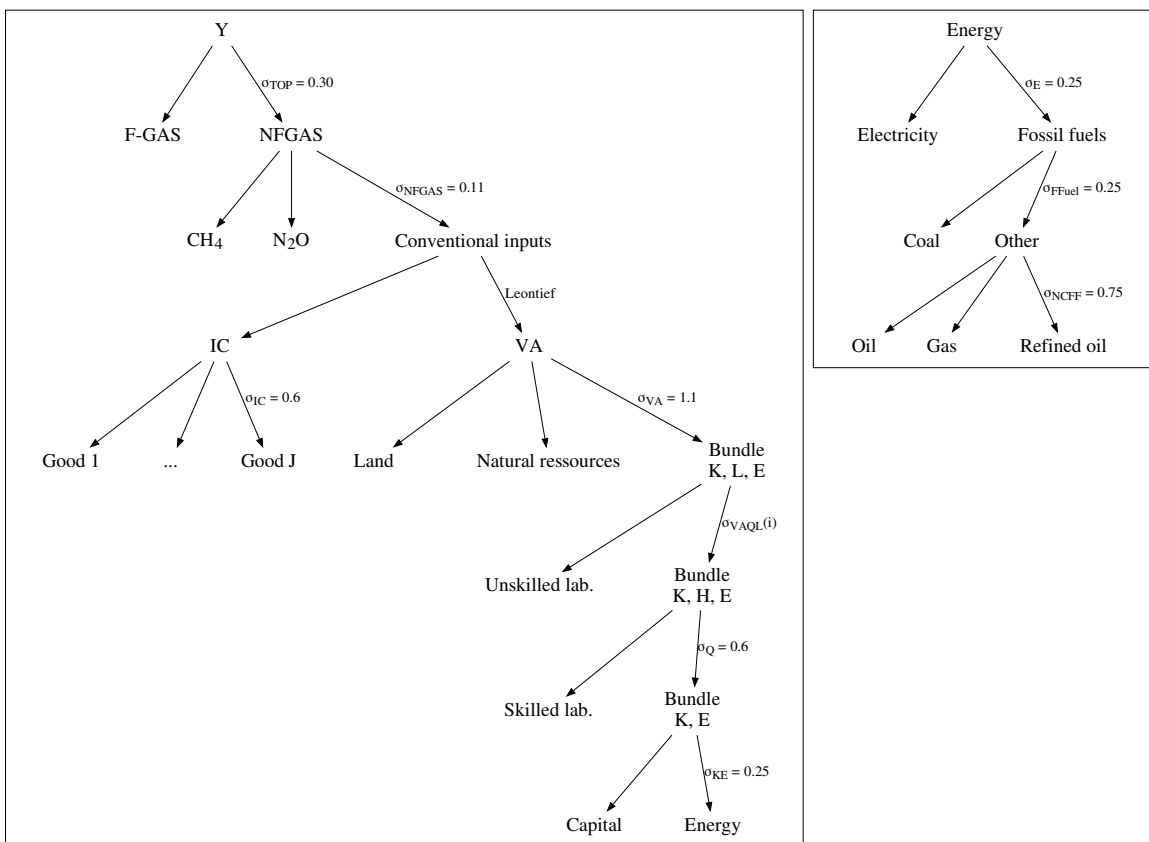 Y
σTOP = 0.30
F-GAS
NFGAS
σNFGAS = 0.11
CH4
N2O
Conventional inputs
Leontief
IC
VA
σIC = 0.6
σVA = 1.1
Good 1
...
Good J
Land
Natural ressources
Bundle
K, L, E
σVAQL(i)
Unskilled lab.
Bundle
K, H, E
σQ = 0.6
Skilled lab.
Bundle
K, E
σKE = 0.25
Capital
Energy
Energy
σE = 0.25
Electricity
Fossil fuels
σFFuel = 0.25
Coal
Other
σNCFF = 0.75
Oil
Gas
Refined oil